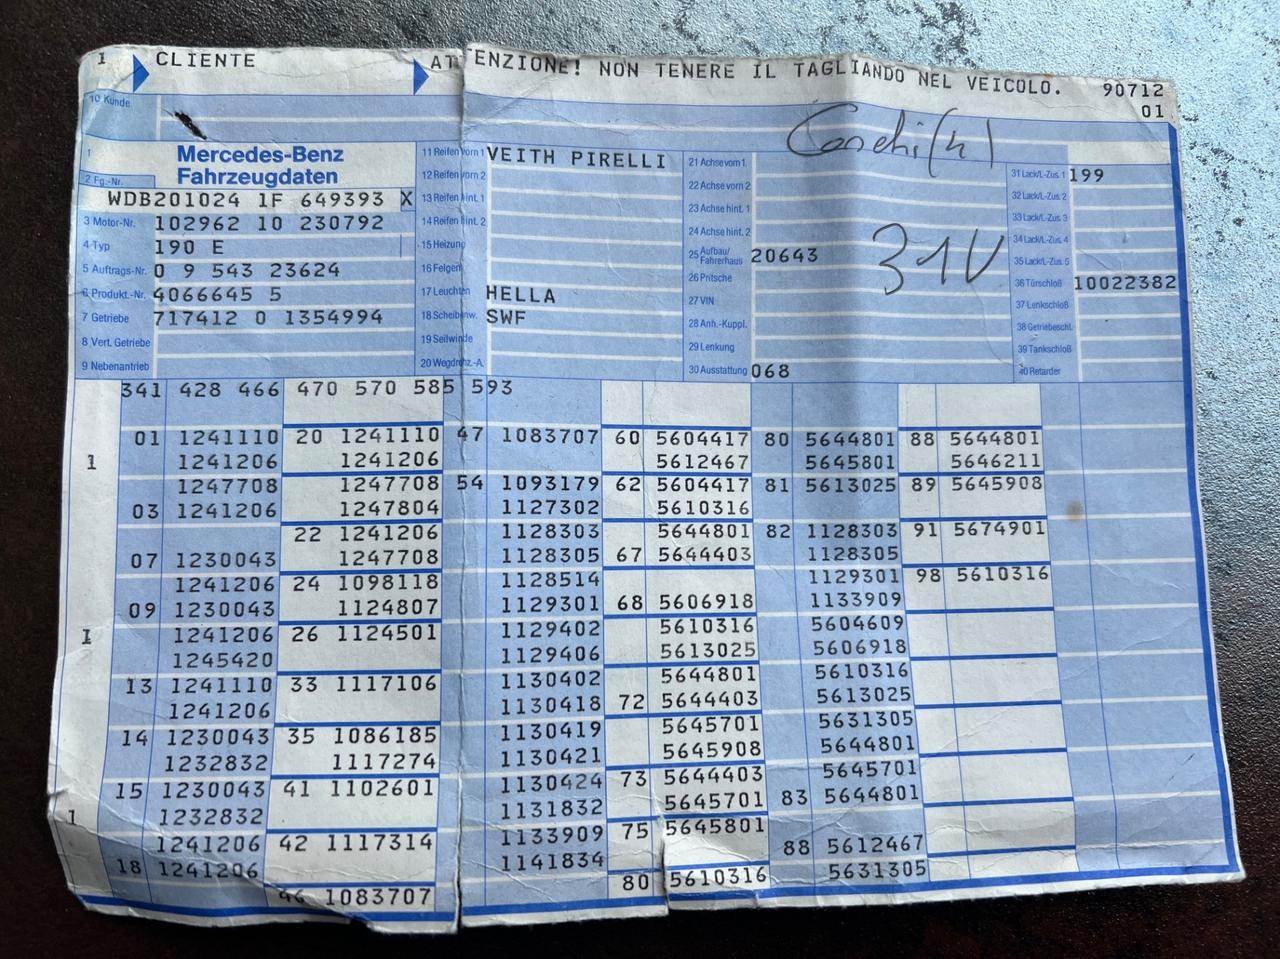 1 CLIENTE ATTENZIONE! NON TENERE IL TAGLIANDO NEL VEICOLO. 90712
01
10 Kunde
1
Mercedes-Benz
Fahrzeugdaten
2 Fg.-Nr.
WDB201024 1F 649393 X
3 Motor-Nr. 102962 10 230792
4 Typ 190 E
5 Auftrags-Nr. 0 9 543 23624
6 Produkt.-Nr. 4066645 5
7 Getriebe 717412 0 1354994
8 Vert. Getriebe
9 Nebenantrieb
11 Reifen vorn 1 VEITH PIRELLI
12 Reifen vorn 2
13 Reifen hint. 1
14 Reifen hint. 2
15 Heizung
16 Felgen
17 Leuchten HELLA
18 Scheibenw. SWF
19 Seilwinde
20 Wegdrehz.-A.
21 Achse vorn 1
22 Achse vorn 2
23 Achse hint. 1
24 Achse hint. 2
25 Aufbau/Fahrerhaus 20643
26 Pritsche
27 VIN
28 Anh.-Kuppl.
29 Lenkung
30 Ausstattung 068
31V
31 Lack/L-Zus. 1 199
32 Lack/L-Zus. 2
33 Lack/L-Zus. 3
34 Lack/L-Zus. 4
35 Lack/L-Zus. 5
36 Türschloß 10022382
37 Lenkschloß
38 Getriebeschl.
39 Tankschloß
40 Retarder
341 428 466 470 570 585 593
01 1241110 20 1241110 47 1083707 60 5604417 80 5644801 88 5644801
1 1241206 1241206 5612467 5645801 5646211
1247708 1247708 54 1093179 62 5604417 81 5613025 89 5645908
03 1241206 1247804 1127302 5610316
22 1241206 1128303 5644801 82 1128303 91 5674901
07 1230043 1247708 1128305 67 5644403 1128305
1241206 24 1098118 1128514 1129301 98 5610316
09 1230043 1124807 1129301 68 5606918 1133909
1 1241206 26 1124501 1129402 5610316 5604609
1245420 1129406 5613025 5606918
13 1241110 33 1117106 1130402 5644801 5610316
1241206 1130418 72 5644403 5613025
14 1230043 35 1086185 1130419 5645701 5631305
1232832 1117274 1130421 5645908 5644801
15 1230043 41 1102601 1130424 73 5644403 5645701
1 1232832 1131832 5645701 83 5644801
1241206 42 1117314 1133909 75 5645801
18 1241206 1141834 88 5612467
46 1083707 80 5610316 5631305